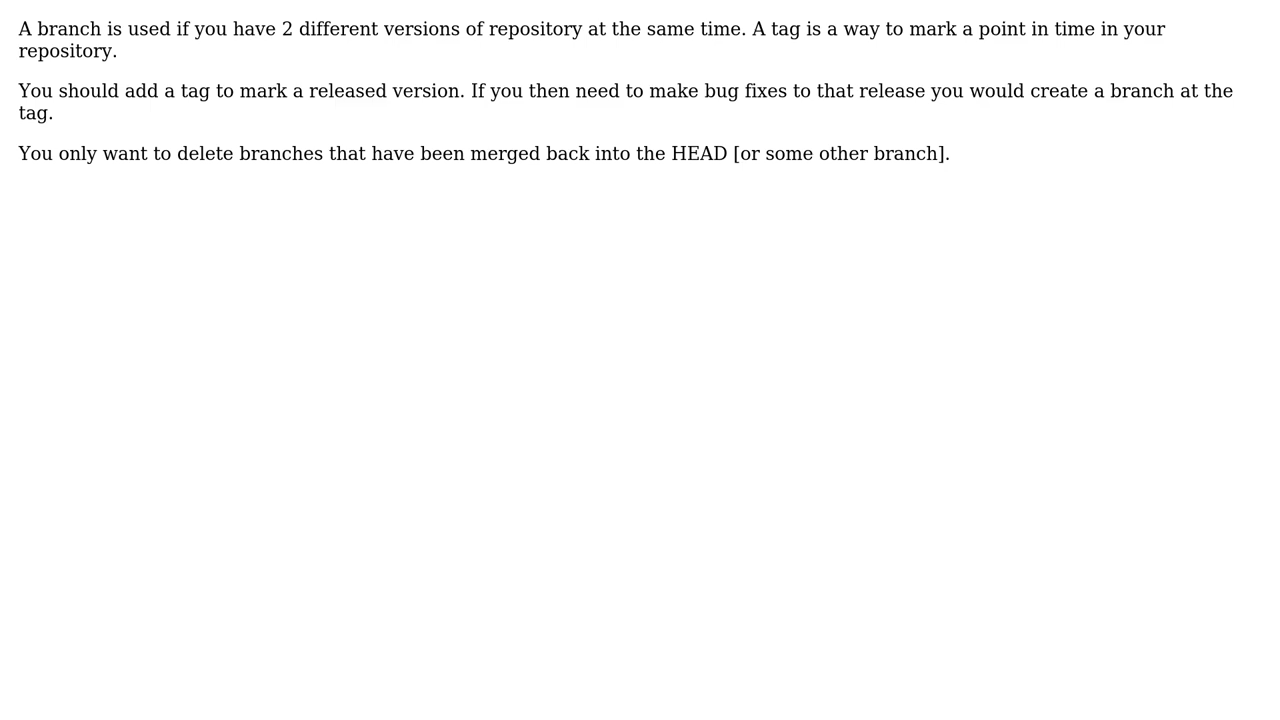 A branch is used if you have 2 different versions of repository at the same time. A tag is a way to mark a point in time in your
repository.
You should add a tag to mark a released version. If you then need to make bug fixes to that release you would create a branch at the
tag.
You only want to delete branches that have been merged back into the HEAD [or some other branch].